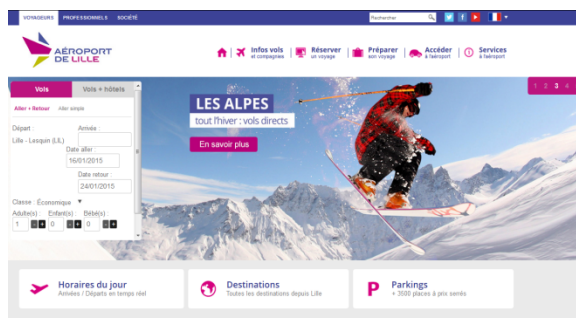 VOYAGEURS PROFESSIONNELS SOCIÉTÉ
Rechercher
AÉROPORT
DE LILLE
Infos vols
et compagnies
Réserver
un voyage
Préparer
son voyage
Accéder
à l'aéroport
Services
à l'aéroport
Vols
Vols + hôtels
1 2 3 4
Aller + Retour Aller simple
Départ : Arrivée :
Lille - Lesquin (LIL)
Date aller :
16/01/2015
Date retour :
24/01/2015
Classe : Économique
Adulte(s) : Enfant(s) : Bébé(s) :
1 - + 0 - + 0 - +
LES ALPES
tout l'hiver : vols directs
En savoir plus
Horaires du jour
Arrivées / Départs en temps réel
Destinations
Toutes les destinations depuis Lille
P
Parkings
+ 3500 places à prix serrés